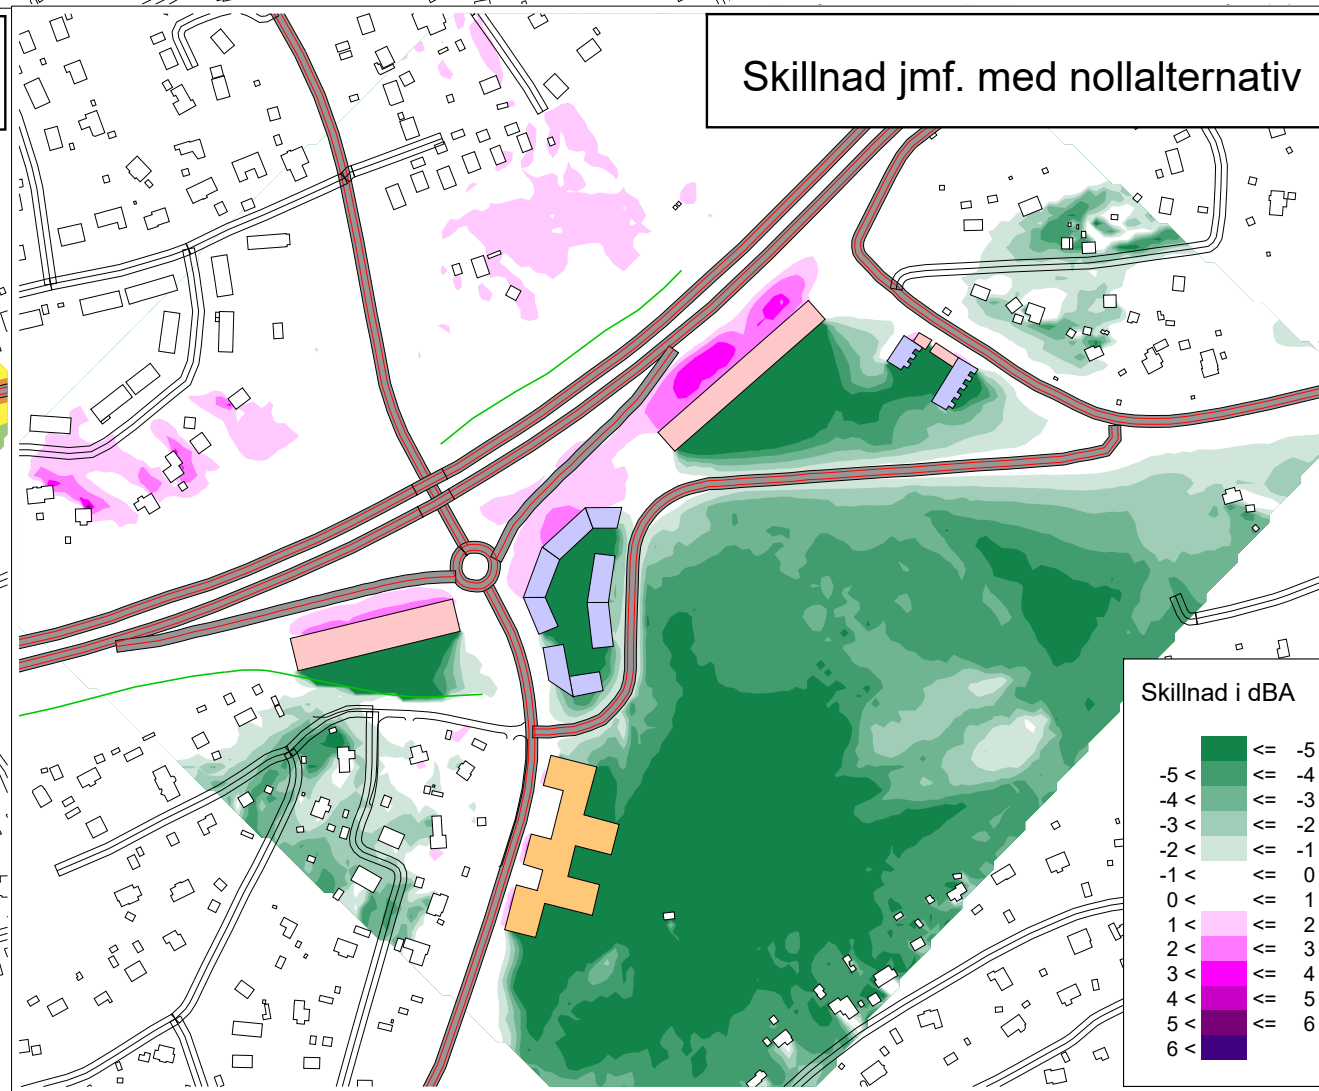 Skillnad jmf. med nollalternativ
Skillnad i dBA
<= -5
-5 < <= -4
-4 < <= -3
-3 < <= -2
-2 < <= -1
-1 < <= 0
0 < <= 1
1 < <= 2
2 < <= 3
3 < <= 4
4 < <= 5
5 < <= 6
6 <